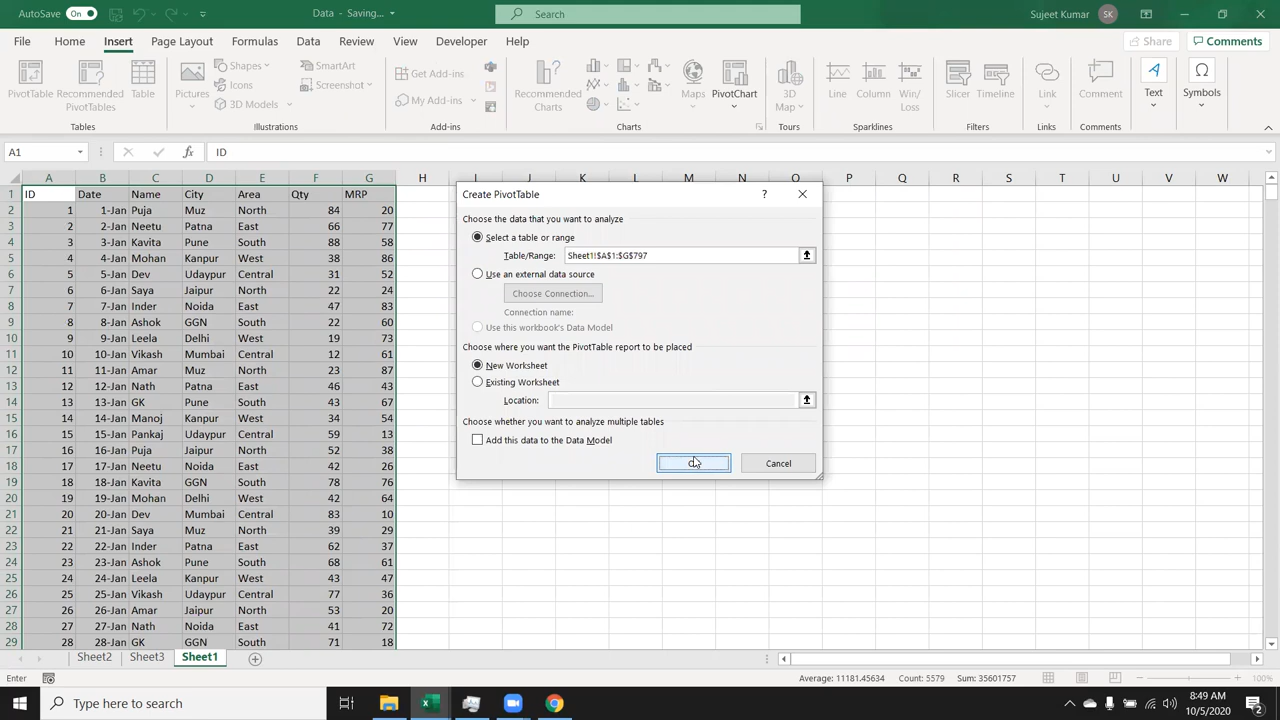 AutoSave On Data - Saving... Search Sujeet Kumar SK
File Home Insert Page Layout Formulas Data Review View Developer Help Share Comments
PivotTable Recommended PivotTables Table Pictures Shapes Icons 3D Models SmartArt Screenshot Get Add-ins My Add-ins Recommended Charts Maps PivotChart 3D Map Line Column Win/Loss Slicer Timeline Link Comment Text Symbols
Tables Illustrations Add-ins Charts Tours Sparklines Filters Links Comments
A1 fx ID
A B C D E F G H I J K L M N O P Q R S T U V W
1 ID Date Name City Area Qty MRP
2 1 1-Jan Puja Muz North 84 20
3 2 2-Jan Neetu Patna East 66 77
4 3 3-Jan Kavita Pune South 88 58
5 4 4-Jan Mohan Kanpur West 38 86
6 5 5-Jan Dev Udaypur Central 31 52
7 6 6-Jan Saya Jaipur North 22 24
8 7 7-Jan Inder Noida East 47 83
9 8 8-Jan Ashok GGN South 22 60
10 9 9-Jan Leela Delhi West 19 73
11 10 10-Jan Vikash Mumbai Central 12 61
12 11 11-Jan Amar Muz North 23 87
13 12 12-Jan Nath Patna East 46 43
14 13 13-Jan GK Pune South 64 64
15 14 14-Jan Manoj Kanpur West 34 54
16 15 15-Jan Pankaj Udaypur Central 59 13
17 16 16-Jan Puja Jaipur North 52 38
18 17 17-Jan Neetu Noida East 46 66
19 18 18-Jan Kavita GGN South 78 76
20 19 19-Jan Mohan Delhi West 42 64
21 20 20-Jan Dev Mumbai Central 83 10
22 21 21-Jan Saya Muz North 39 29
23 22 22-Jan Inder Patna East 62 37
24 23 23-Jan Ashok Pune South 68 61
25 24 24-Jan Leela Kanpur West 43 47
26 25 25-Jan Vikash Udaypur Central 77 36
27 26 26-Jan Amar Jaipur North 53 20
28 27 27-Jan Nath Noida East 41 72
29 28 28-Jan GK GGN South 71 18
Create PivotTable ?
Choose the data that you want to analyze
Select a table or range
Table/Range: Sheet1!$A$1:$G$797
Use an external data source
Choose Connection...
Connection name:
Use this workbook's Data Model
Choose where you want the PivotTable report to be placed
New Worksheet
Existing Worksheet
Location:
Choose whether you want to analyze multiple tables
Add this data to the Data Model
Cancel
Sheet2 Sheet3 Sheet1
Enter Average: 11181.45634 Count: 5579 Sum: 35601757 100%
Type here to search 8:49 AM
10/5/2020